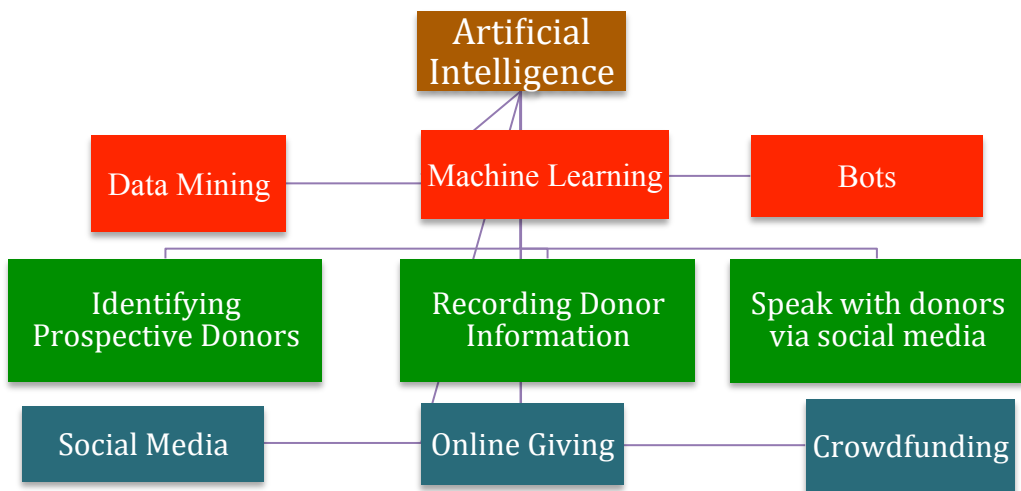 Artificial
Intelligence
Data Mining
Machine Learning
Bots
Identifying
Prospective Donors
Recording Donor
Information
Speak with donors
via social media
Social Media
Online Giving
Crowdfunding